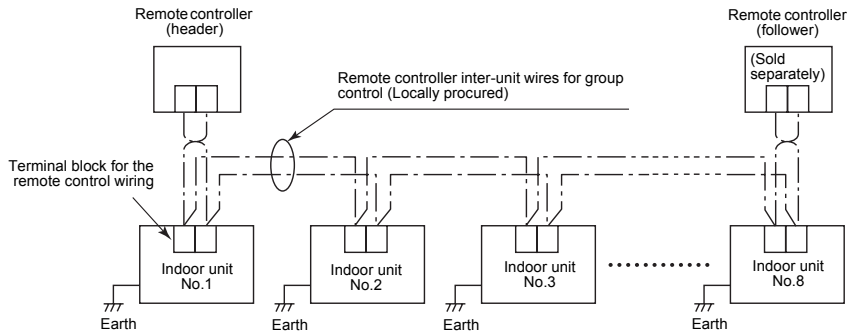 Remote controller
(header)
Remote controller
(follower)
(Sold
separately)
Remote controller inter-unit wires for group
control (Locally procured)
Terminal block for the
remote control wiring
Indoor unit
No.1
Indoor unit
No.2
Indoor unit
No.3
Indoor unit
No.8
Earth
Earth
Earth
Earth